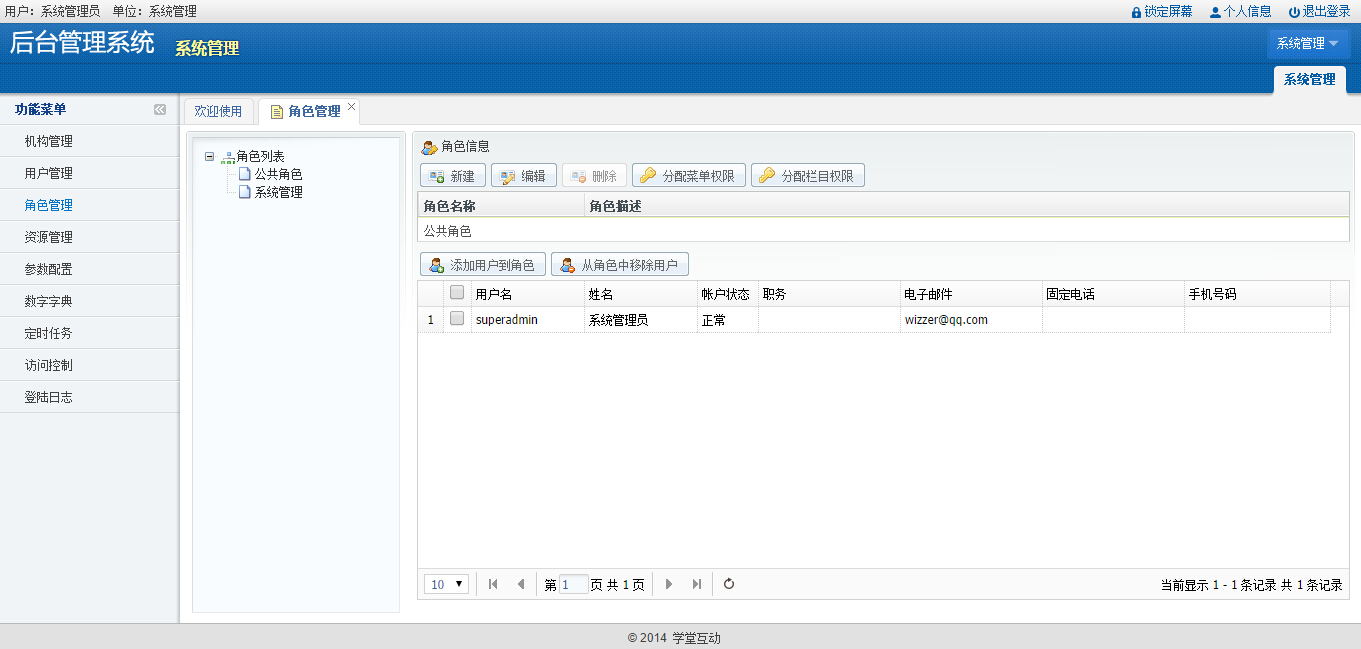 用户：系统管理员 单位：系统管理 锁定屏幕 个人信息 退出登录
后台管理系统 系统管理 系统管理
系统管理
功能菜单
机构管理
用户管理
角色管理
资源管理
参数配置
数字字典
定时任务
访问控制
登陆日志
欢迎使用 角色管理
角色列表
公共角色
系统管理
角色信息
新建 编辑 删除 分配菜单权限 分配栏目权限
角色名称 角色描述
公共角色
添加用户到角色 从角色中移除用户
用户名 姓名 帐户状态 职务 电子邮件 固定电话 手机号码
1 superadmin 系统管理员 正常 wizzer@qq.com
10 第 1 页 共 1 页 当前显示 1 - 1 条记录 共 1 条记录
© 2014 学堂互动